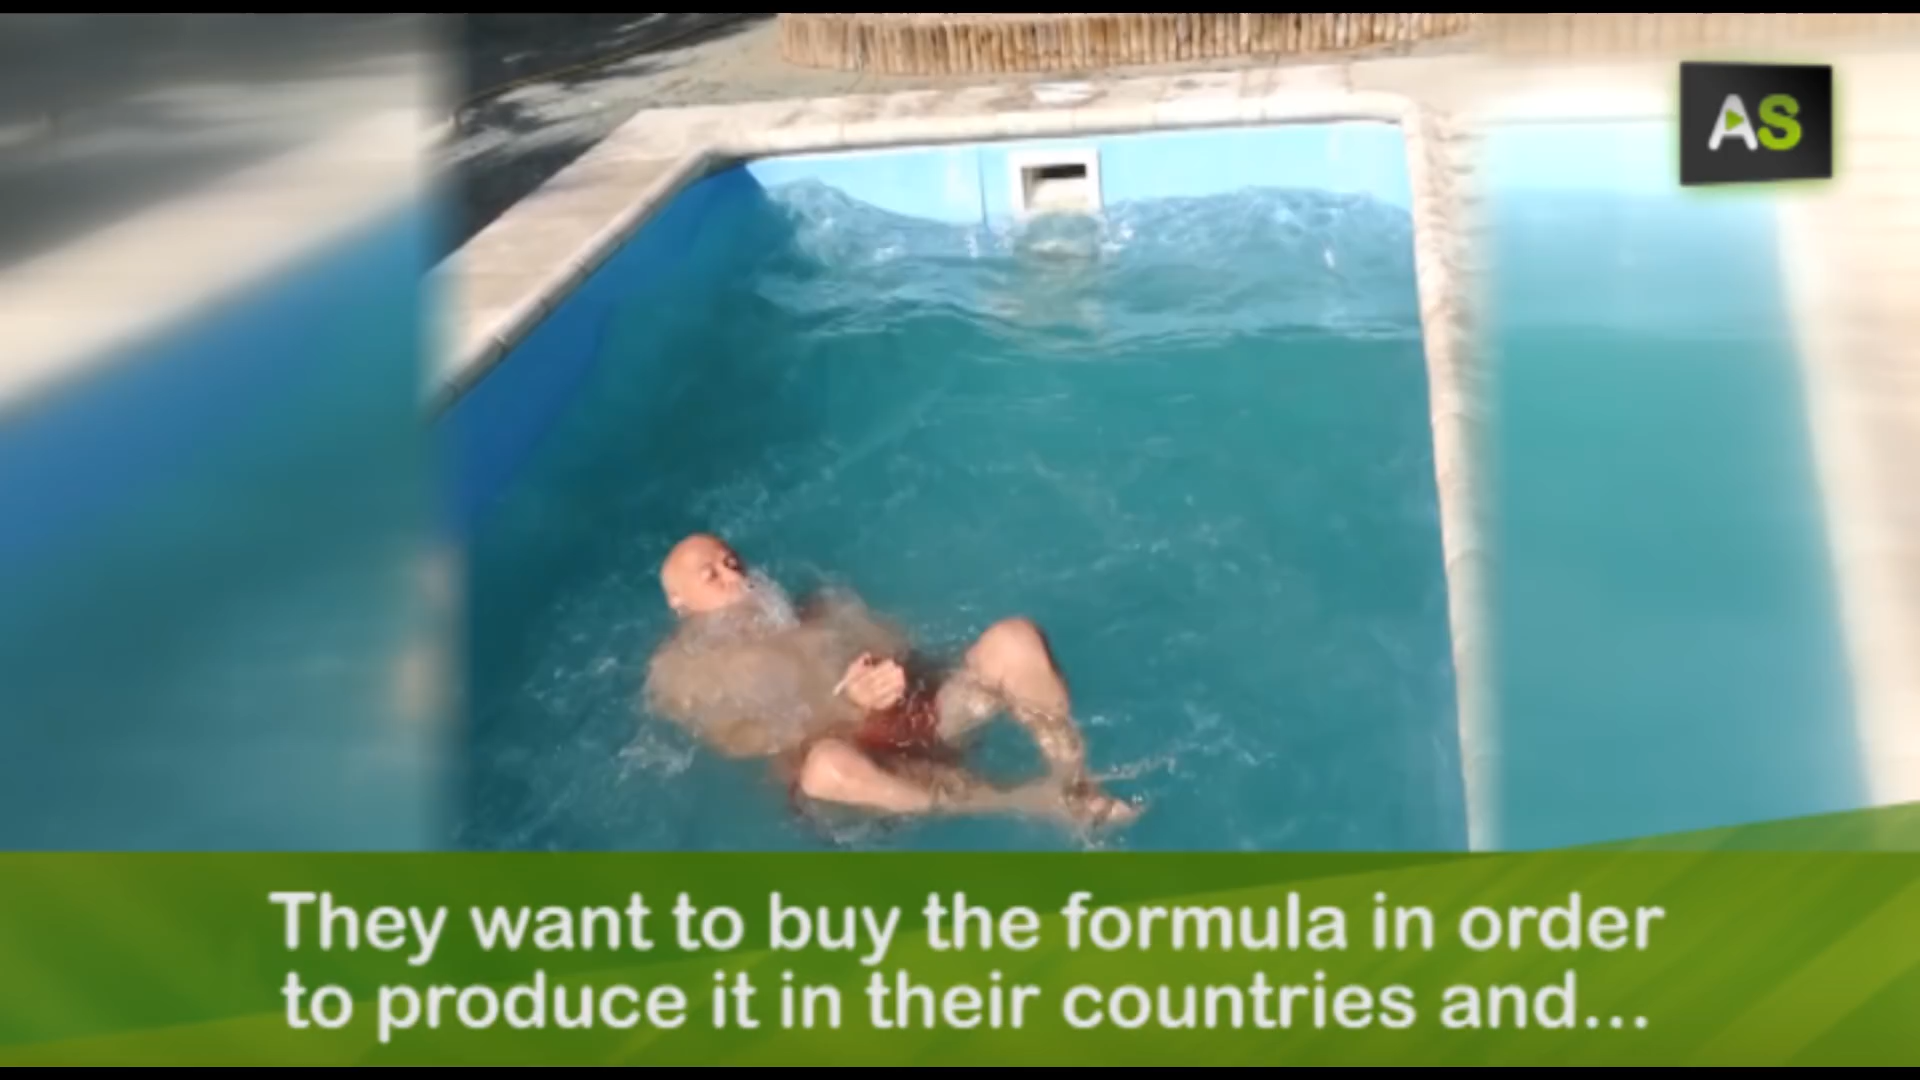 AS
They want to buy the formula in order
to produce it in their countries and...